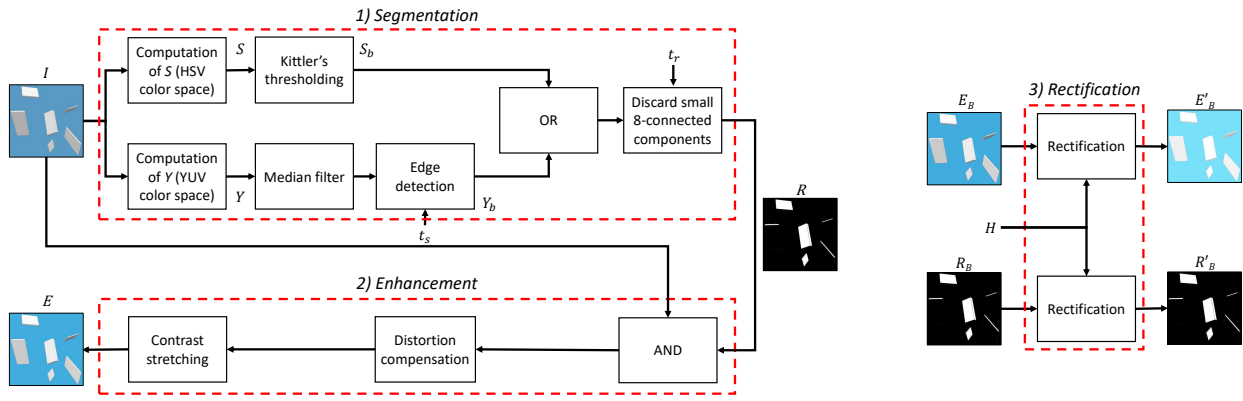 1) Segmentation
I
Computation
of S (HSV
color space)
S
Kittler's
thresholding
S_b
t_r
OR
Discard small
8-connected
components
Computation
of Y (YUV
color space)
Y
Median filter
Edge
detection
Y_b
t_s
R
2) Enhancement
E
Contrast
stretching
Distortion
compensation
AND
3) Rectification
E_B
Rectification
E'_B
H
R_B
Rectification
R'_B